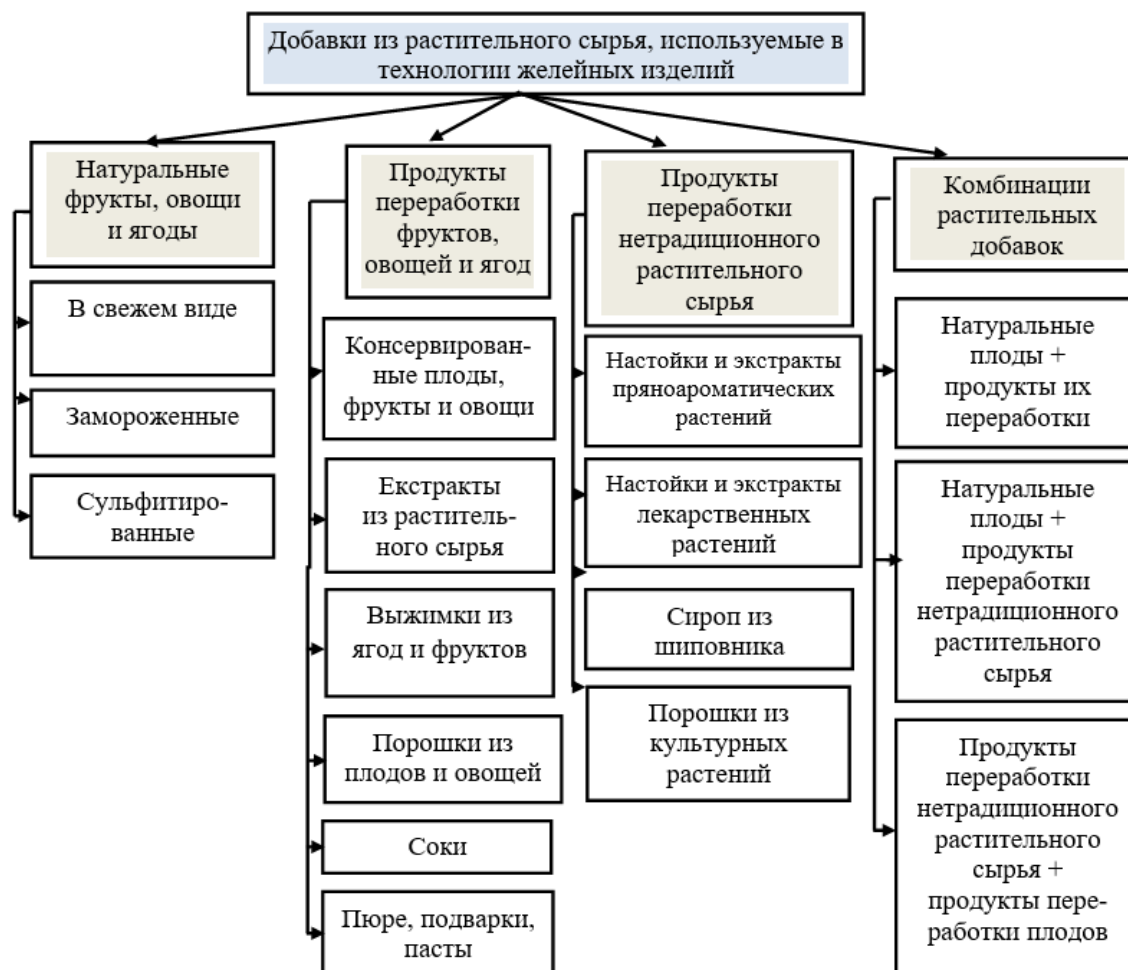 Добавки из растительного сырья, используемые в
технологии желейных изделий
Натуральные
фрукты, овощи
и ягоды
В свежем виде
Замороженные
Сульфитиро-
ванные
Продукты
переработки
фруктов,
овощей и ягод
Консервирован-
ные плоды,
фрукты и овощи
Екстракты
из раститель-
ного сырья
Выжимки из
ягод и фруктов
Порошки из
плодов и овощей
Соки
Пюре, подварки,
пасты
Продукты
переработки
нетрадиционного
растительного
сырья
Настойки и экстракты
пряноароматических
растений
Настойки и экстракты
лекарственных
растений
Сироп из
шиповника
Порошки из
культурных
растений
Комбинации
растительных
добавок
Натуральные
плоды +
продукты их
переработки
Натуральные
плоды +
продукты
переработки
нетрадиционного
растительного
сырья
Продукты
переработки
нетрадиционного
растительного
сырья +
продукты пере-
работки плодов